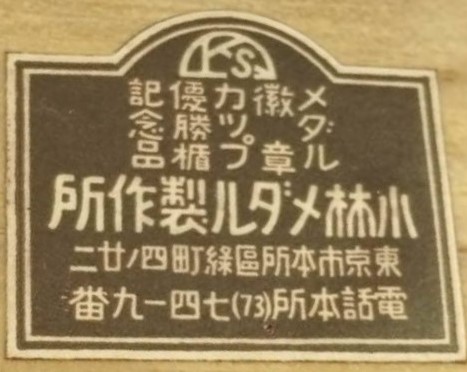 Ks.
メダル
徽章
カップ
優勝楯
記念品
小林メダル製作所
東京市本所區綠町四ノ廿二
電話本所(73)七四一九番